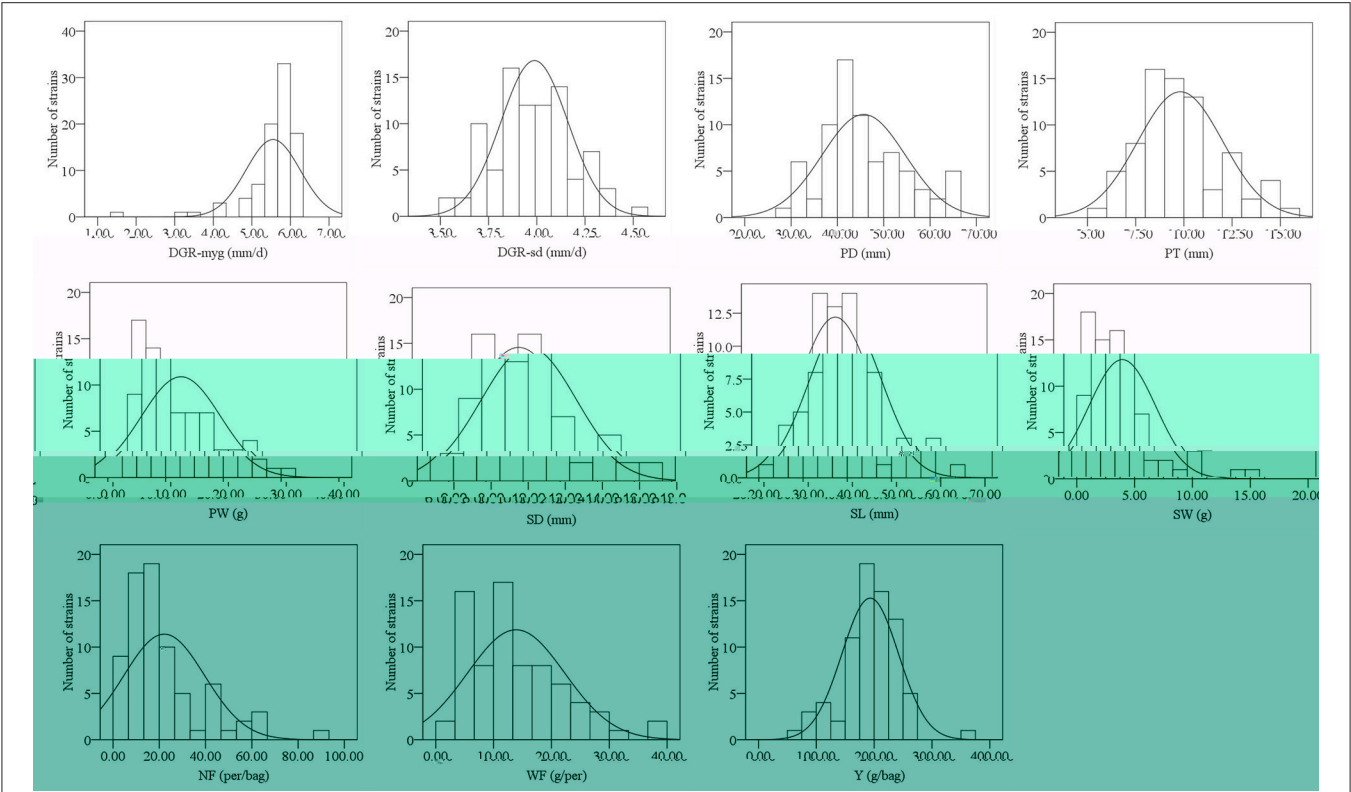 40 30 20 10 0
Number of strains
1.00 2.00 3.00 4.00 5.00 6.00 7.00
DGR-myg (mm/d)
20 15 10 5 0
Number of strains
3.50 3.75 4.00 4.25 4.50
DGR-sd (mm/d)
20 15 10 5 0
Number of strains
20.00 30.00 40.00 50.00 60.00 70.00
PD (mm)
20 15 10 5 0
Number of strains
5.00 7.50 10.00 12.50 15.00
PT (mm)
20 15 10 5 0
Number of strains
0.00 10.00 20.00 30.00 40.00
PW (g)
20 15 10 5 0
Number of strains
SD (mm)
12.5 10.0 7.5 5.0 2.5 0.0
Number of strains
20.00 30.00 40.00 50.00 60.00 70.00
SL (mm)
20 15 10 5 0
Number of strains
0.00 5.00 10.00 15.00 20.00
SW (g)
20 15 10 5 0
Number of strains
0.00 20.00 40.00 60.00 80.00 100.00
NF (per/bag)
20 15 10 5 0
Number of strains
0.00 10.00 20.00 30.00 40.00
WF (g/per)
20 15 10 5 0
Number of strains
0.00 100.00 200.00 300.00 400.00
Y (g/bag)